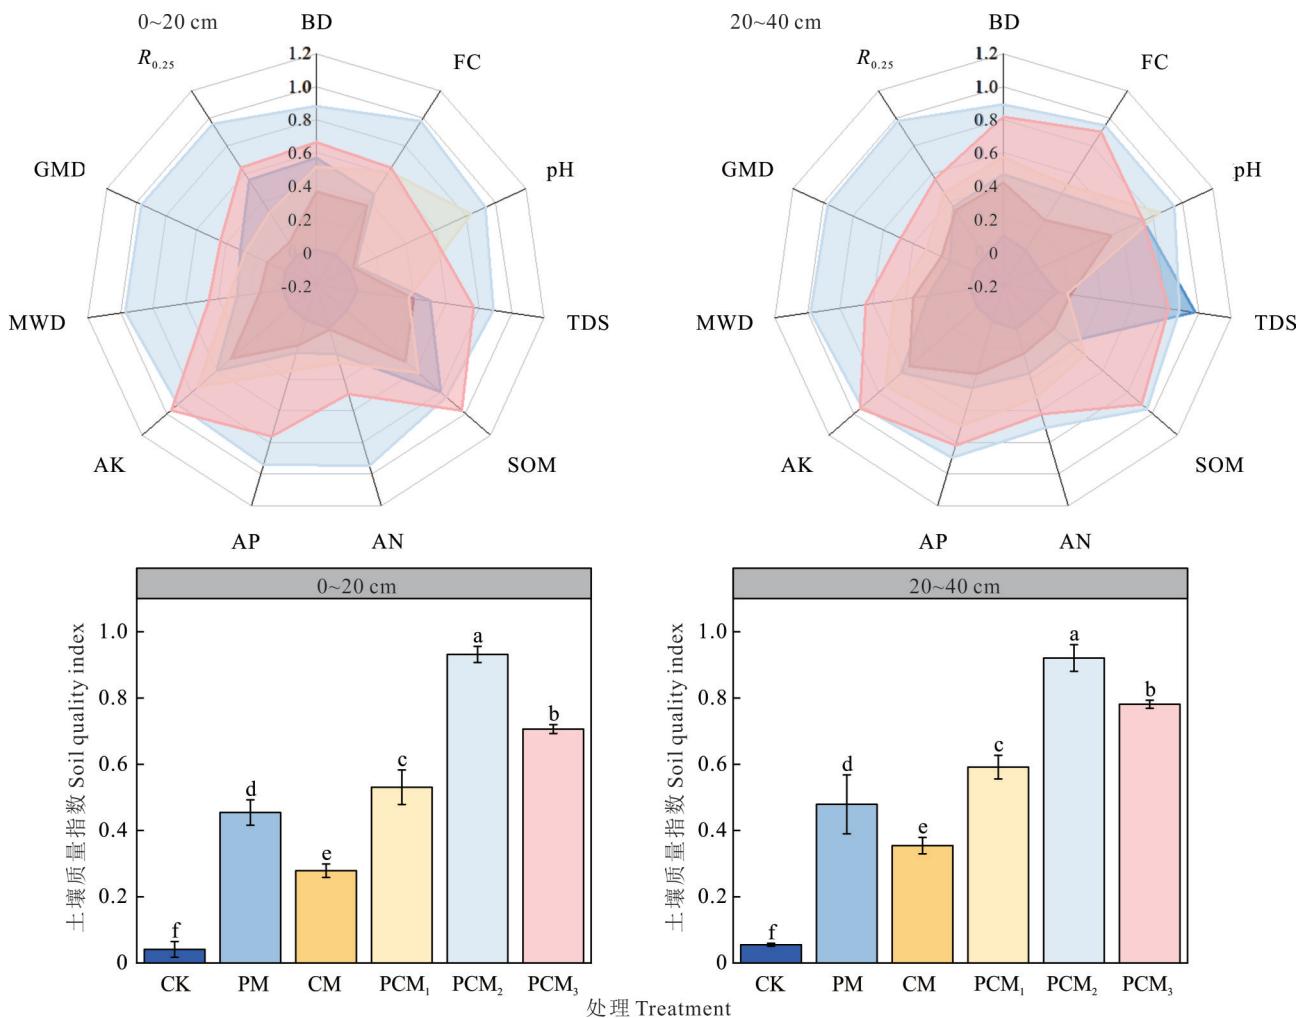 0~20 cm
BD
FC
pH
TDS
SOM
AN
AP
AK
MWD
GMD
R0.25
1.2
1.0
0.8
0.6
0.4
0.2
0
-0.2
20~40 cm
BD
FC
pH
TDS
SOM
AN
AP
AK
MWD
GMD
R0.25
1.2
1.0
0.8
0.6
0.4
0.2
0
-0.2
0~20 cm
土壤质量指数 Soil quality index
1.0
0.8
0.6
0.4
0.2
0
f
d
e
c
a
b
CK PM CM PCM1 PCM2 PCM3
20~40 cm
土壤质量指数 Soil quality index
1.0
0.8
0.6
0.4
0.2
0
f
d
e
c
a
b
CK PM CM PCM1 PCM2 PCM3
处理 Treatment